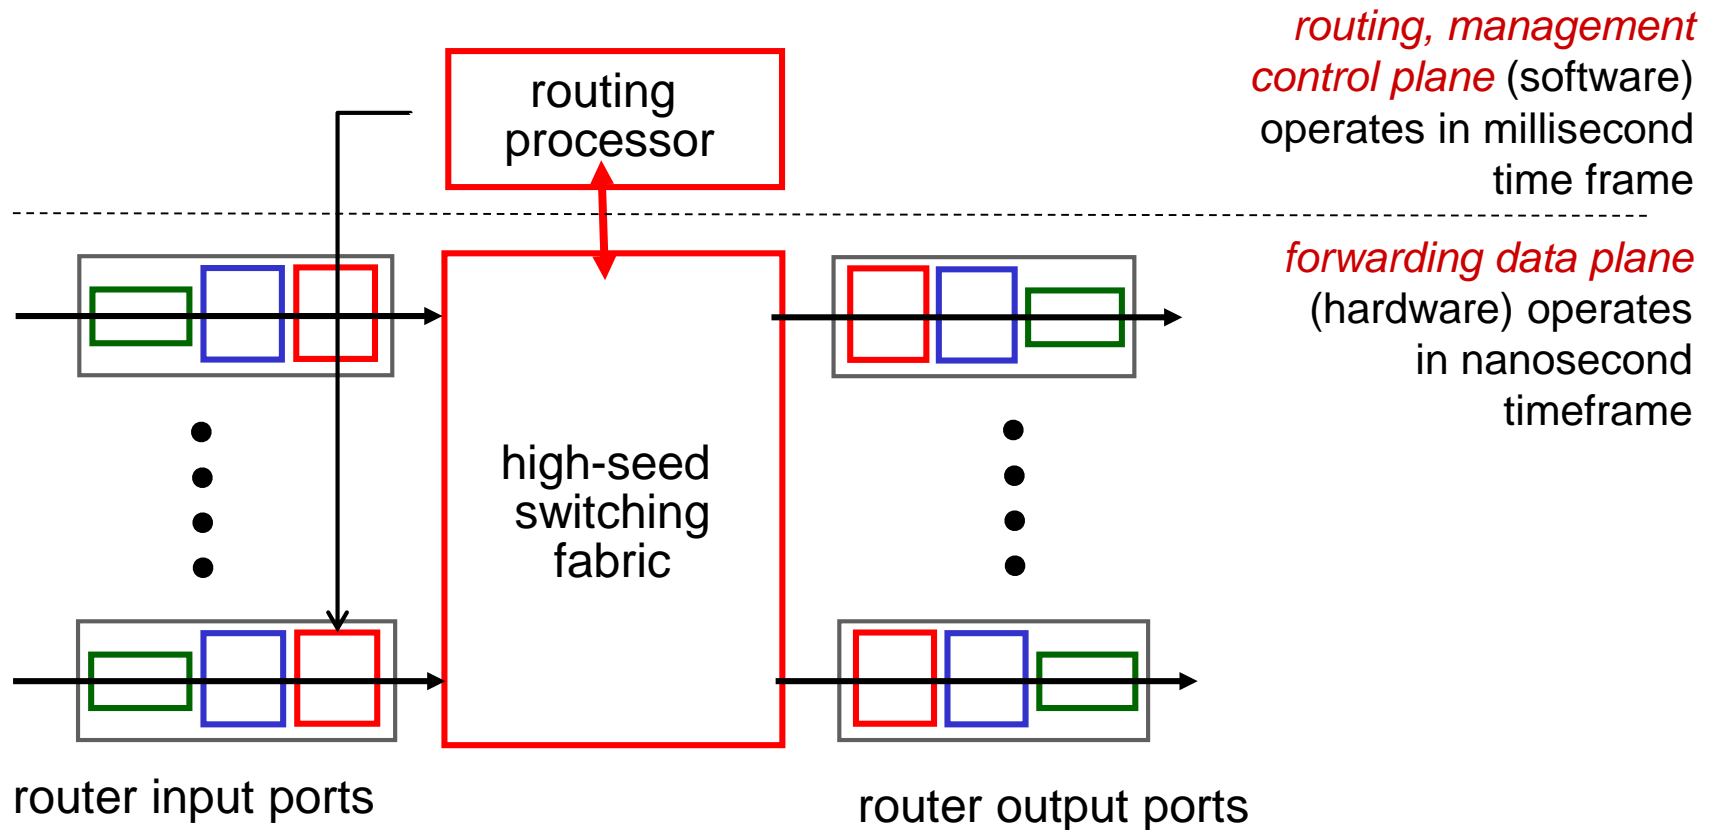 routing, management
control plane (software)
operates in millisecond
time frame
routing
processor
forwarding data plane
(hardware) operates
in nanosecond
timeframe
high-seed
switching
fabric
router input ports
router output ports